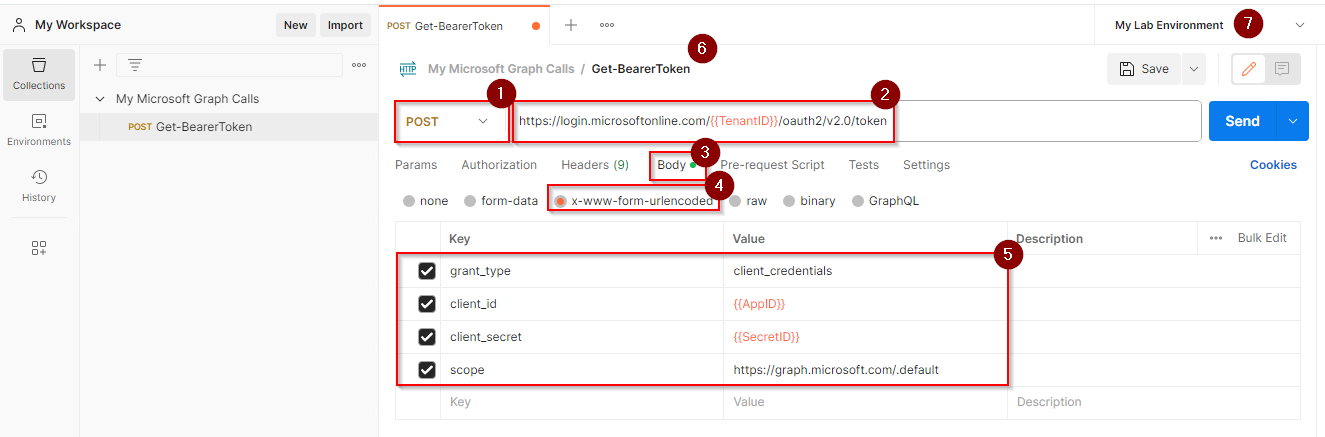 My Workspace
New
Import
POST Get-BearerToken
My Lab Environment
7
6
Collections
Environments
History
My Microsoft Graph Calls
POST Get-BearerToken
HTTP
My Microsoft Graph Calls / Get-BearerToken
Save
1
2
POST
https://login.microsoftonline.com/{{TenantID}}/oauth2/v2.0/token
Send
3
Params Authorization Headers (9) Body Pre-request Script Tests Settings Cookies
4
none form-data x-www-form-urlencoded raw binary GraphQL
Key Value Description Bulk Edit
5
grant_type client_credentials
client_id {{AppID}}
client_secret {{SecretID}}
scope https://graph.microsoft.com/.default
Key Value Description